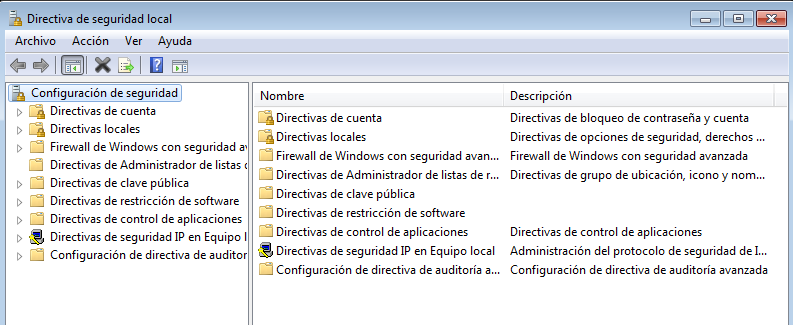 Directiva de seguridad local
Archivo Acción Ver Ayuda
Configuración de seguridad
Directivas de cuenta
Directivas locales
Firewall de Windows con seguridad ava
Directivas de Administrador de listas de
Directivas de clave pública
Directivas de restricción de software
Directivas de control de aplicaciones
Directivas de seguridad IP en Equipo l
Configuración de directiva de auditor
Nombre Descripción
Directivas de cuenta Directivas de bloqueo de contraseña y cuenta
Directivas locales Directivas de opciones de seguridad, derechos ...
Firewall de Windows con seguridad avan... Firewall de Windows con seguridad avanzada
Directivas de Administrador de listas de r... Directivas de grupo de ubicación, icono y nom...
Directivas de clave pública
Directivas de restricción de software
Directivas de control de aplicaciones Directivas de control de aplicaciones
Directivas de seguridad IP en Equipo local Administración del protocolo de seguridad de I...
Configuración de directiva de auditoría a... Configuración de directiva de auditoría avanzada